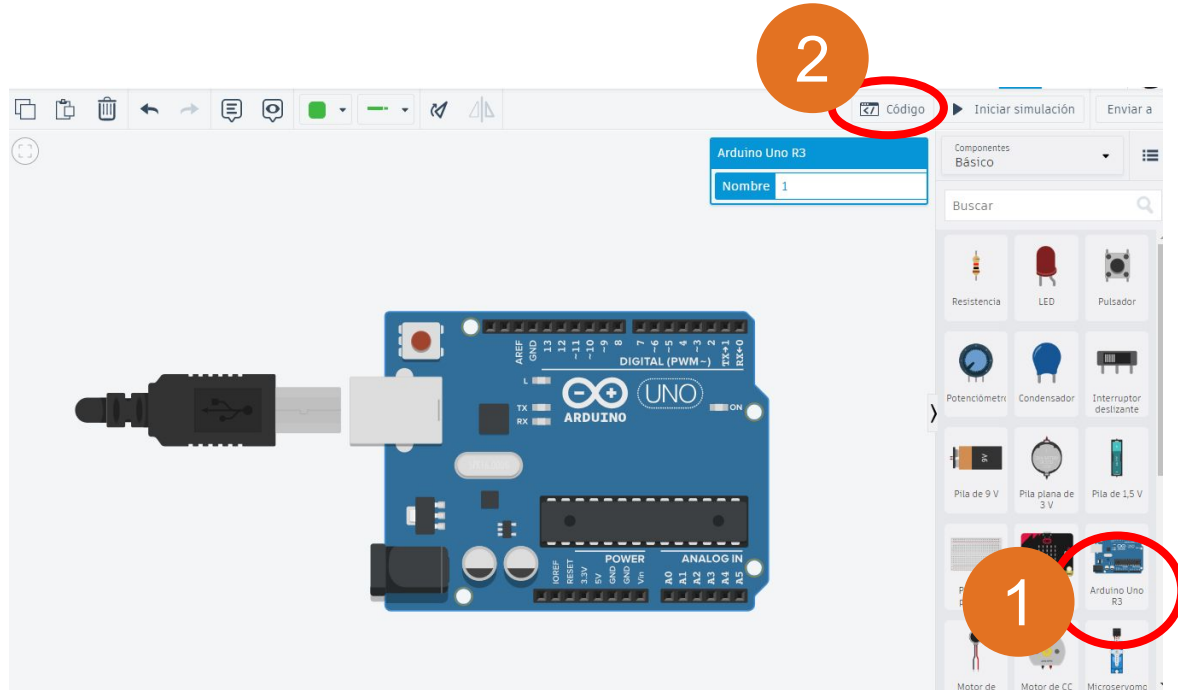 2
Código
Iniciar simulación
Enviar a
Arduino Uno R3
Nombre 1
Componentes
Básico
Buscar
Resistencia
LED
Pulsador
Potenciómetro
Condensador
Interruptor
deslizante
9V
Pila de 9 V
Pila plana de
3 V
Pila de 1,5 V
Arduino Uno
R3
1
Motor de
Motor de CC
Microservomo
AREF
GND
13
12
~11
~10
~9
8
7
~6
~5
4
~3
2
TX→1
RX←0
DIGITAL (PWM~)
L
TX
RX
UNO
ARDUINO
ON
POWER
ANALOG IN
IOREF
RESET
3.3V
5V
GND
GND
Vin
A0
A1
A2
A3
A4
A5